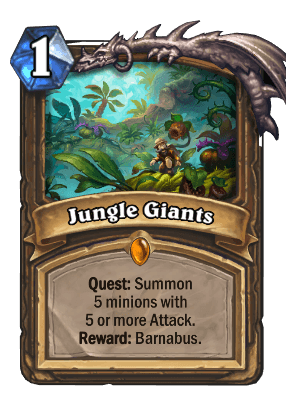 1
Jungle Giants
Quest: Summon
5 minions with
5 or more Attack.
Reward: Barnabus.